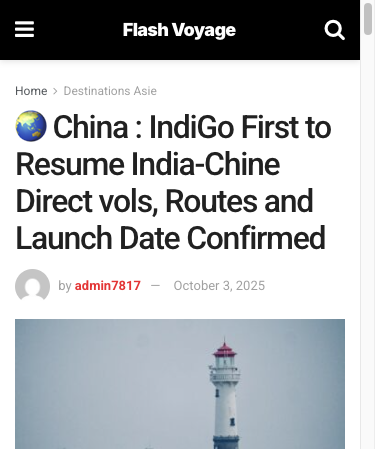 Flash Voyage
Home > Destinations Asie
🌏 China : IndiGo First to
Resume India-Chine
Direct vols, Routes and
Launch Date Confirmed
by admin7817 — October 3, 2025